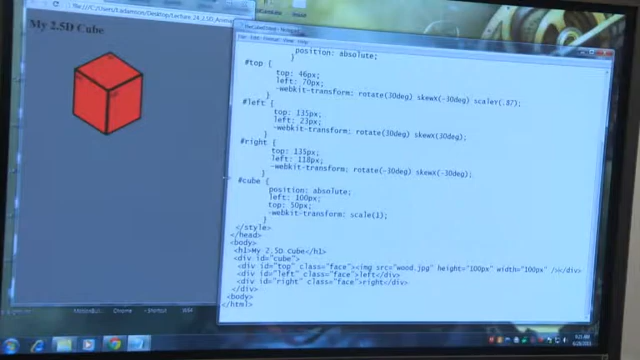 My 2.5D Cube
position: absolute;
}
#top {
top: 46px;
left: 70px;
-webkit-transform: rotate(30deg) skewX(-30deg) scaleY(.87);
}
#left {
top: 135px;
left: 23px;
-webkit-transform: rotate(30deg) skewX(30deg);
}
#right {
top: 135px;
left: 118px;
-webkit-transform: rotate(-30deg) skewX(-30deg);
}
#cube {
position: absolute;
left: 100px;
top: 50px;
-webkit-transform: scale(1);
}
</style>
</head>
<body>
<h1>My 2.5D Cube</h1>
<div id="cube">
<div id="top" class="face"><img src="wood.jpg" height="100px" width="100px" /></div>
<div id="left" class="face">left</div>
<div id="right" class="face">right</div>
</div>
<body>
</html>